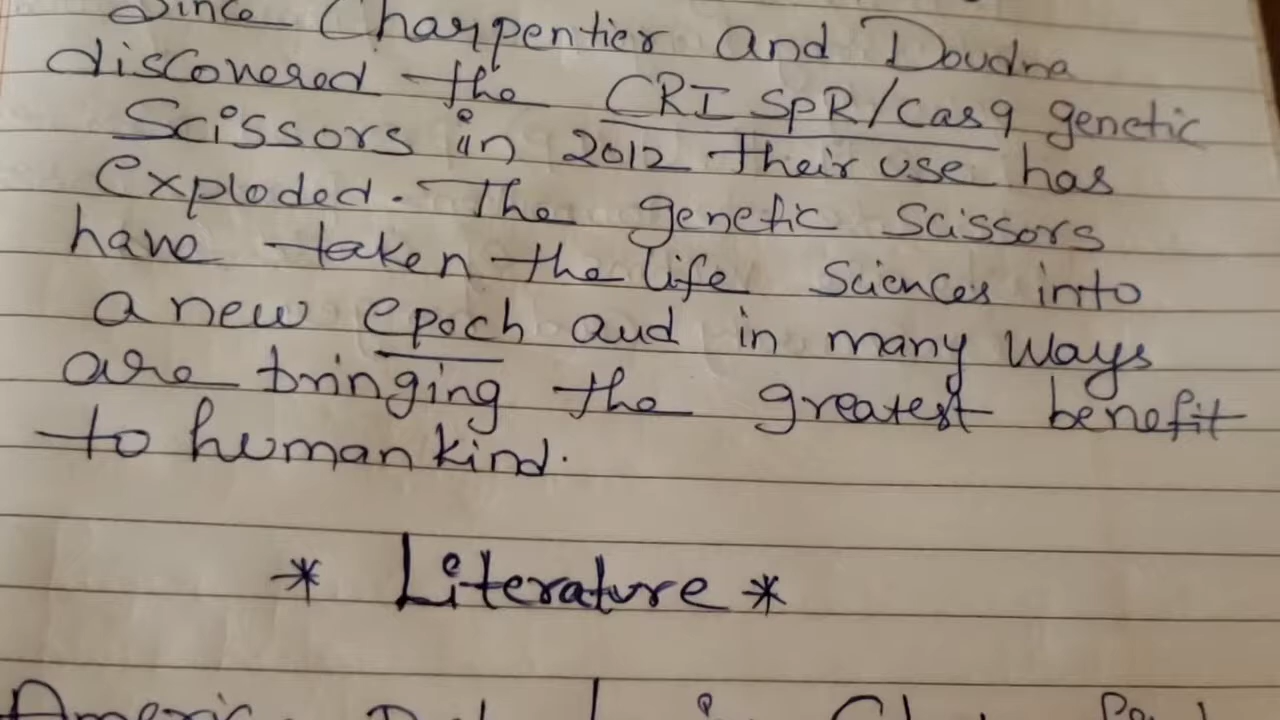 Since Charpentier and Doudna
discovered the CRISPR/Cas9 genetic
Scissors in 2012 their use has
exploded. The genetic Scissors
have taken the life Sciences into
a new epoch and in many ways
are bringing the greatest benefit
to humankind.
* Literature *